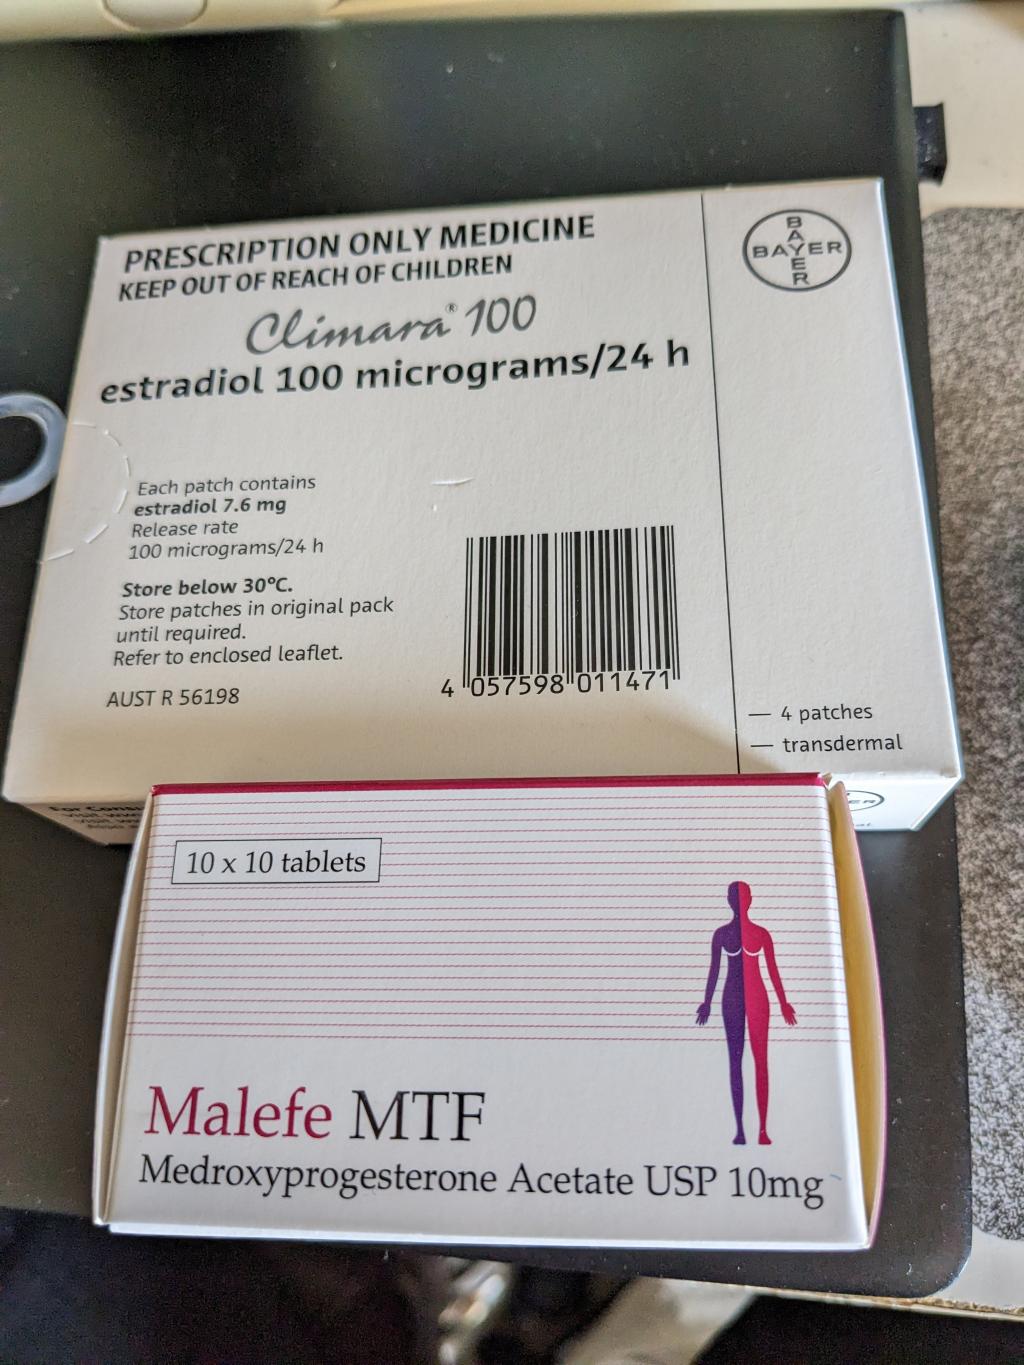 PRESCRIPTION ONLY MEDICINE
KEEP OUT OF REACH OF CHILDREN
Climara® 100
estradiol 100 micrograms/24 h
BAYER
BAYER
Each patch contains
estradiol 7.6 mg
Release rate
100 micrograms/24 h
Store below 30°C.
Store patches in original pack
until required.
Refer to enclosed leaflet.
AUST R 56198
4 057598 011471
— 4 patches
— transdermal
10 x 10 tablets
Malefe MTF
Medroxyprogesterone Acetate USP 10mg